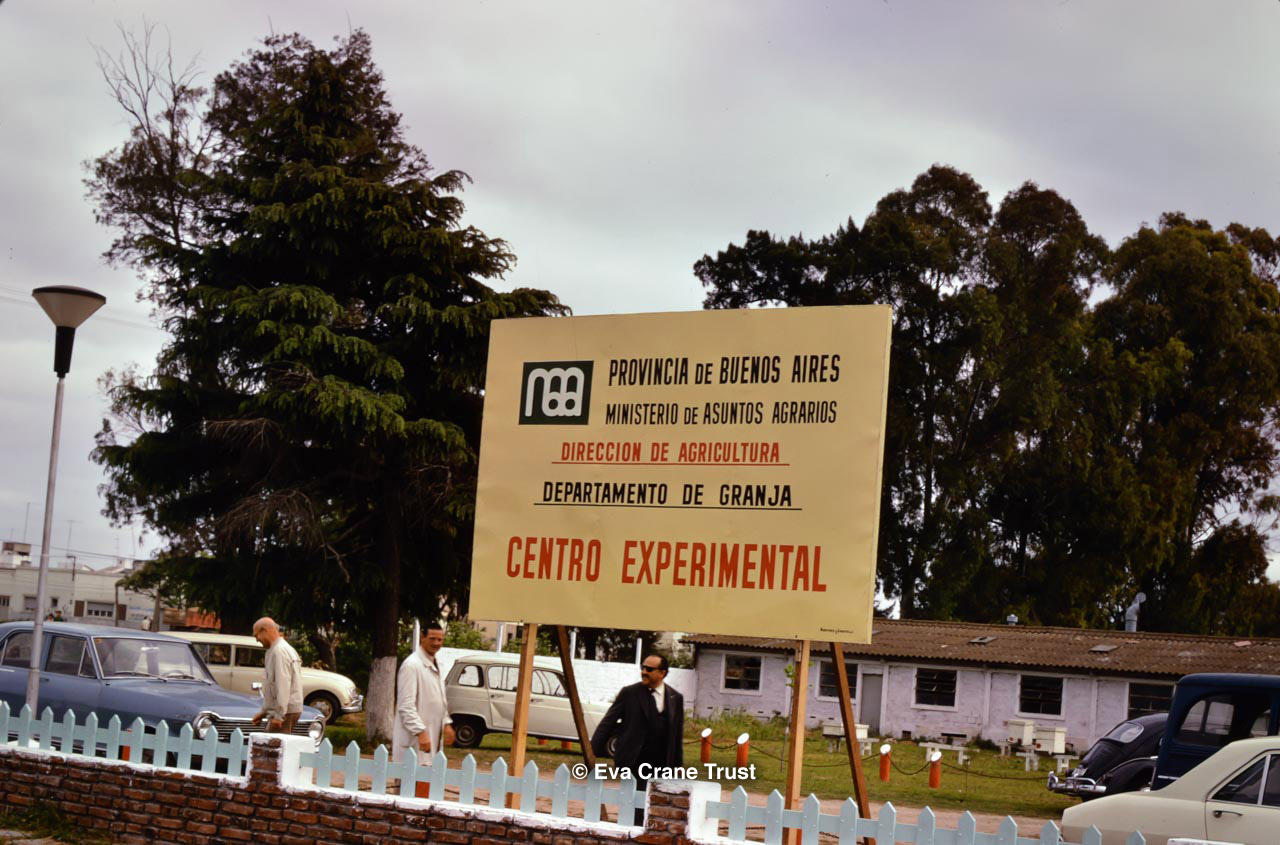 PROVINCIA DE BUENOS AIRES
MINISTERIO DE ASUNTOS AGRARIOS
DIRECCION DE AGRICULTURA
DEPARTAMENTO DE GRANJA
CENTRO EXPERIMENTAL
© Eva Crane Trust